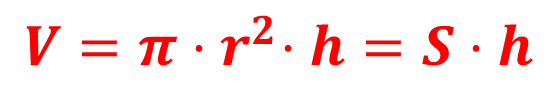 V = π · r² · h = S · h